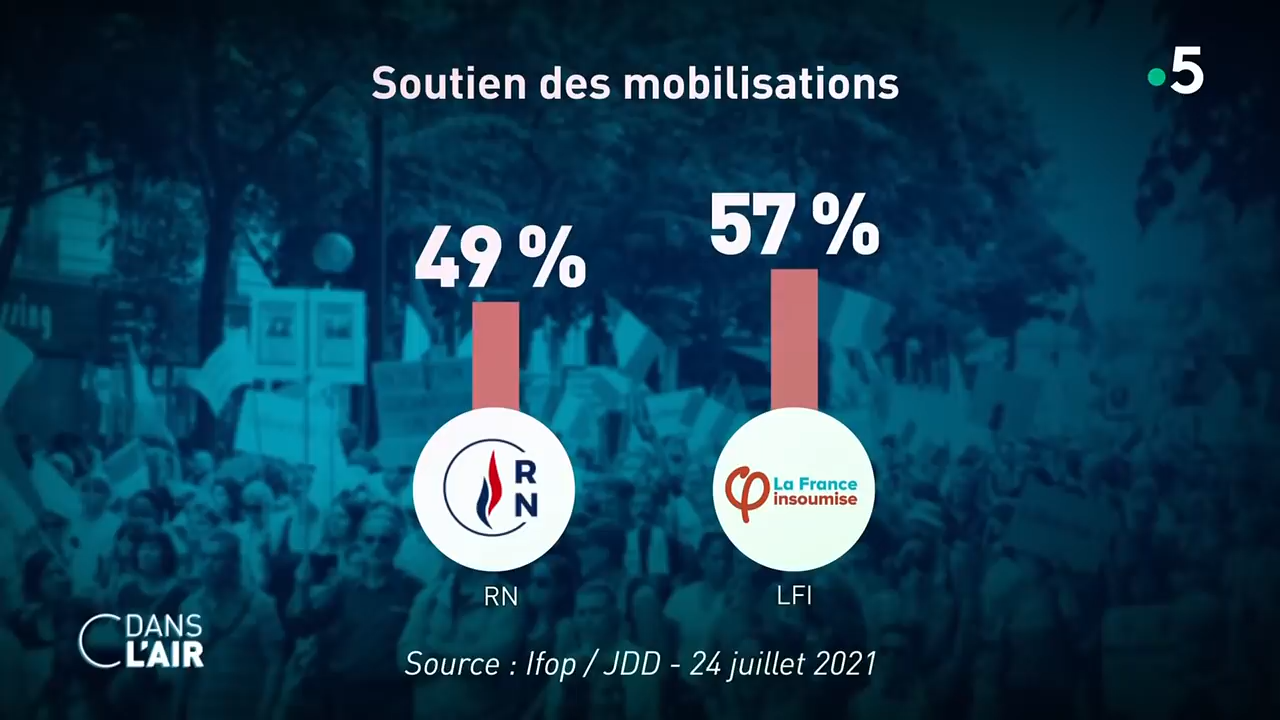 Soutien des mobilisations
5
49 %
57 %
R
N
La France
insoumise
RN
LFI
C DANS
L'AIR
Source : Ifop / JDD - 24 juillet 2021